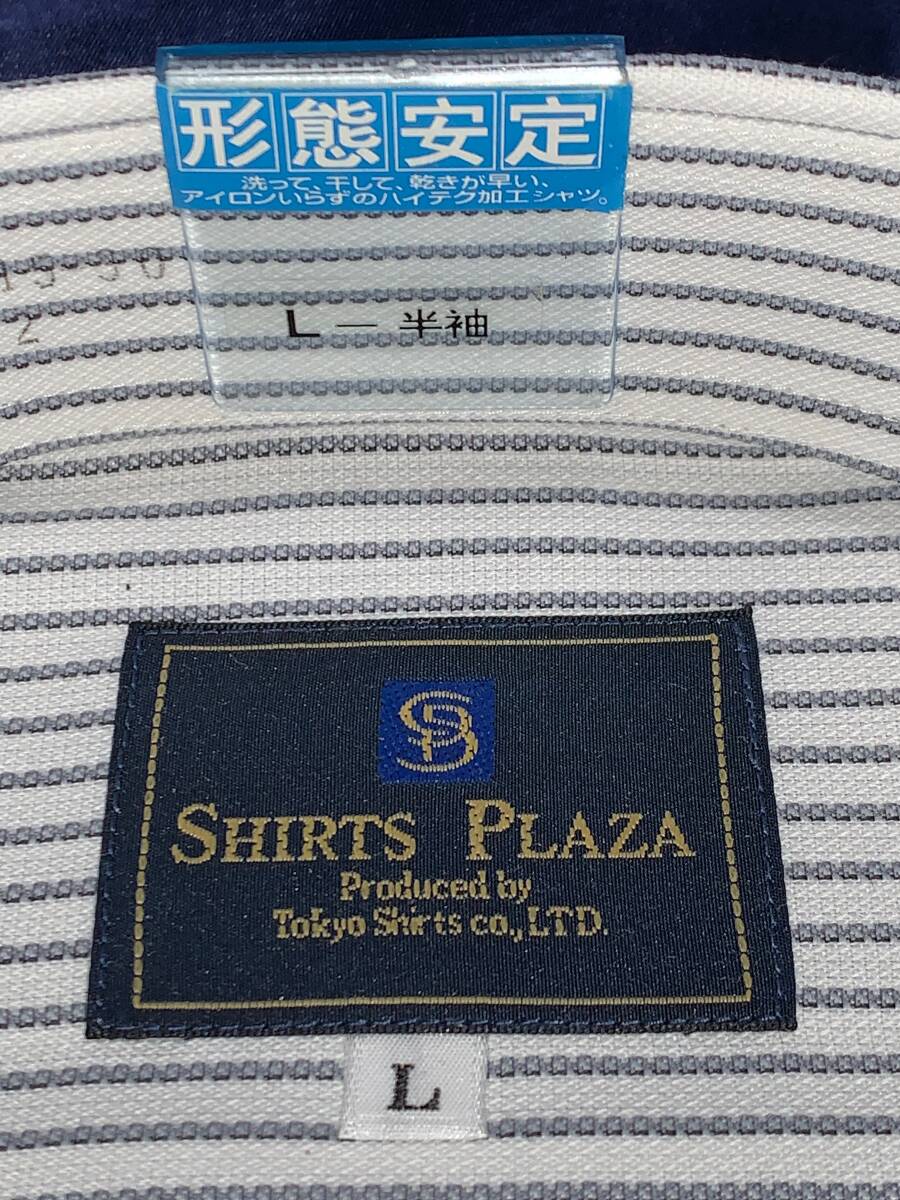 形態安定
洗って、干して、乾きが早い、
アイロンいらずのハイテク加工シャツ。
L — 半袖
SHIRTS PLAZA
Produced by
Tokyo Shirts co., LTD.
L